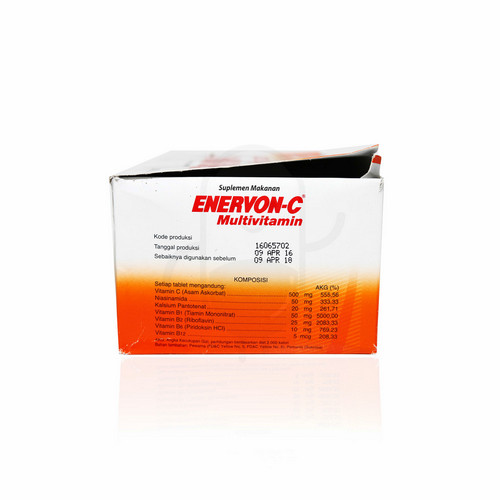 Suplemen Makanan
ENERVON-C®
Multivitamin
Kode produksi 16065702
Tanggal produksi 09 APR 16
Sebaiknya digunakan sebelum 09 APR 18
KOMPOSISI
Setiap tablet mengandung: AKG (%)
Vitamin C (Asam Askorbat) 500 mg 555,56
Niasinamida 50 mg 333,33
Kalsium Pantotenat 20 mg
Vitamin B1 (Tiamin Mononitrat) 50 mg 5000,00
Vitamin B2 (Riboflavin) 25 mg 2083,33
Vitamin B6 (Piridoksin HCl) 10 mg 769,23
Vitamin B12 5 mcg 208,33